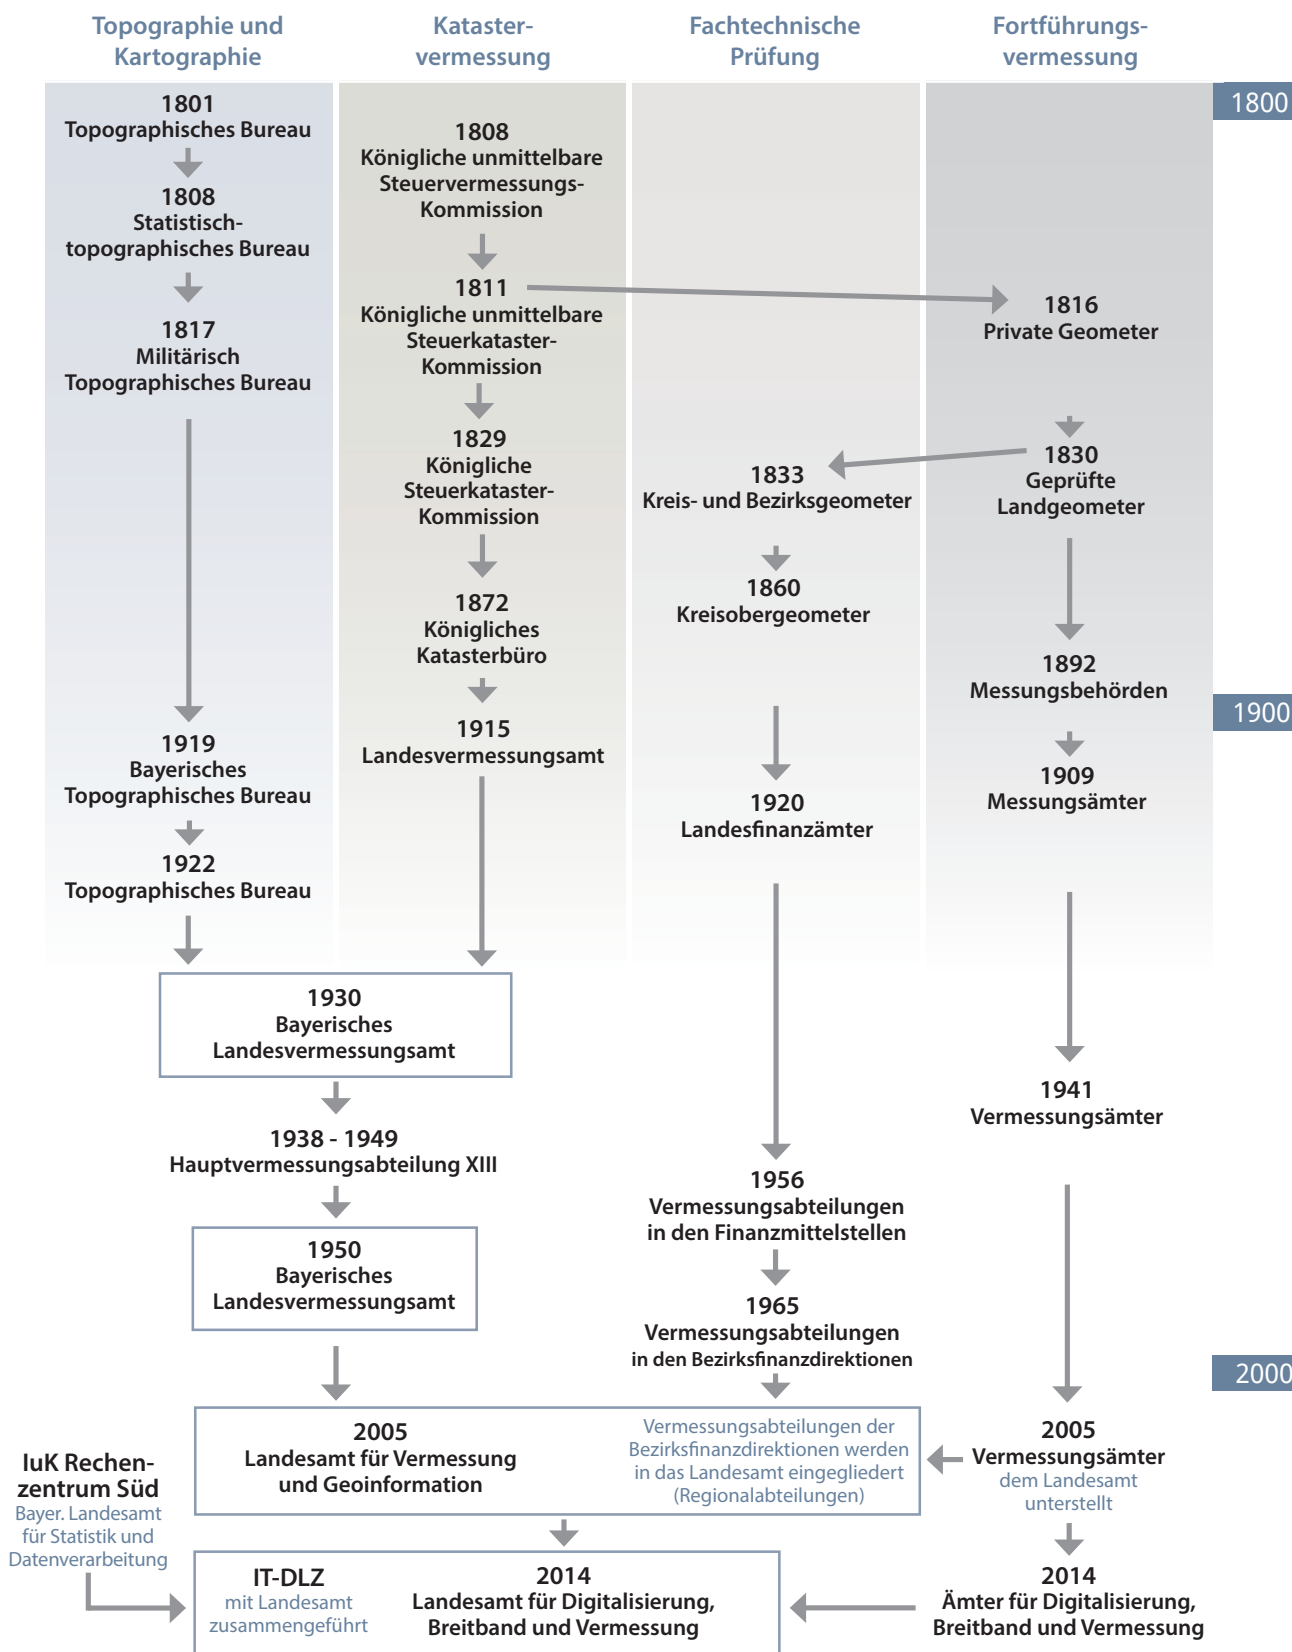 Topographie und
Kartographie
Kataster-
vermessung
Fachtechnische
Prüfung
Fortführungs-
vermessung
1800
1801
Topographisches Bureau
1808
Statistisch-
topographisches Bureau
1817
Militärisch
Topographisches Bureau
1919
Bayerisches
Topographisches Bureau
1922
Topographisches Bureau
1808
Königliche unmittelbare
Steuervermessungs-
Kommission
1811
Königliche unmittelbare
Steuerkataster-
Kommission
1829
Königliche
Steuerkataster-
Kommission
1872
Königliches
Katasterbüro
1915
Landesvermessungsamt
1833
Kreis- und Bezirksgeometer
1860
Kreisobergeometer
1920
Landesfinanzämter
1816
Private Geometer
1830
Geprüfte
Landgeometer
1892
Messungsbehörden
1900
1909
Messungsämter
1930
Bayerisches
Landesvermessungsamt
1938 - 1949
Hauptvermessungsabteilung XIII
1950
Bayerisches
Landesvermessungsamt
1956
Vermessungsabteilungen
in den Finanzmittelstellen
1965
Vermessungsabteilungen
in den Bezirksfinanzdirektionen
1941
Vermessungsämter
2000
2005
Landesamt für Vermessung
und Geoinformation
Vermessungsabteilungen der
Bezirksfinanzdirektionen werden
in das Landesamt eingegliedert
(Regionalabteilungen)
2005
Vermessungsämter
dem Landesamt
unterstellt
IuK Rechen-
zentrum Süd
Bayer. Landesamt
für Statistik und
Datenverarbeitung
IT-DLZ
mit Landesamt
zusammengeführt
2014
Landesamt für Digitalisierung,
Breitband und Vermessung
2014
Ämter für Digitalisierung,
Breitband und Vermessung